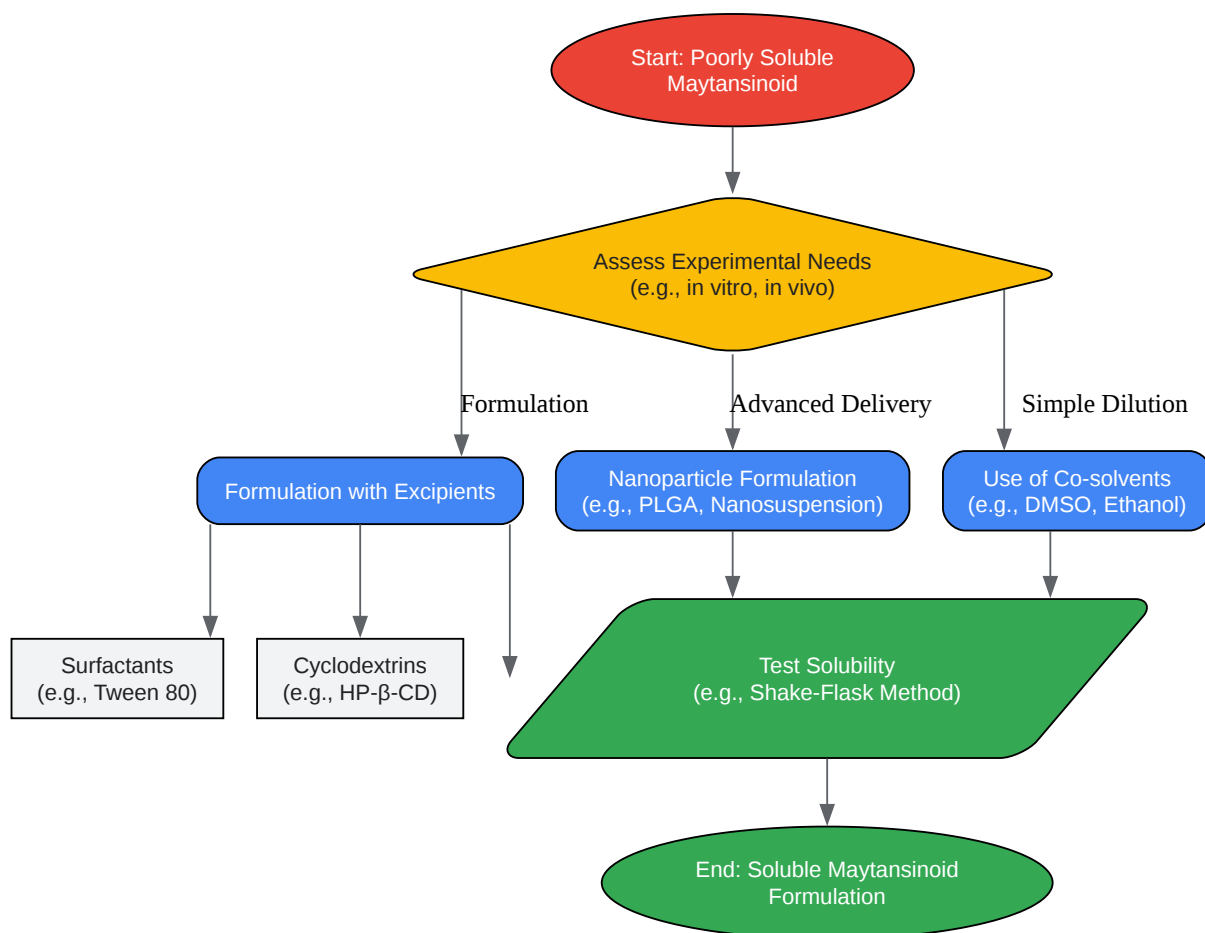 Start: Poorly Soluble
Maytansinoid
Assess Experimental Needs
(e.g., in vitro, in vivo)
Formulation
Advanced Delivery
Simple Dilution
Formulation with Excipients
Nanoparticle Formulation
(e.g., PLGA, Nanosuspension)
Use of Co-solvents
(e.g., DMSO, Ethanol)
Surfactants
(e.g., Tween 80)
Cyclodextrins
(e.g., HP-β-CD)
Test Solubility
(e.g., Shake-Flask Method)
End: Soluble Maytansinoid
Formulation